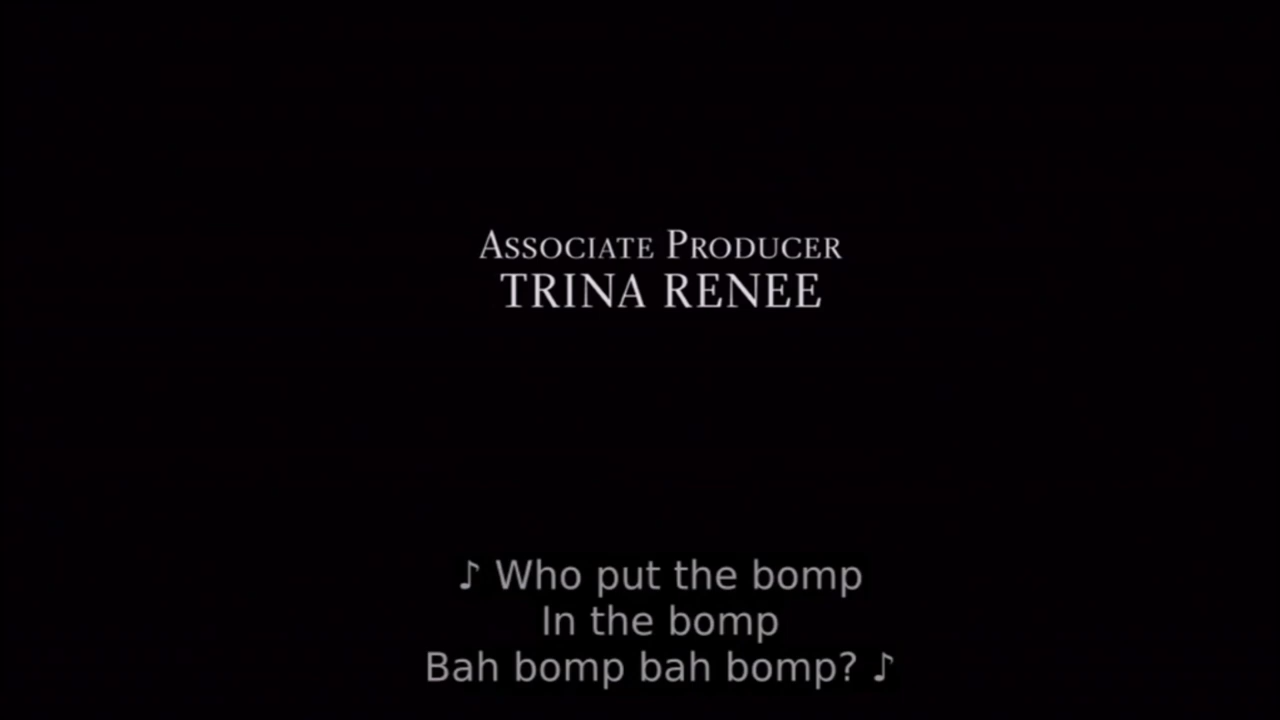 ASSOCIATE PRODUCER
TRINA RENEE
♪ Who put the bomp
In the bomp
Bah bomp bah bomp? ♪